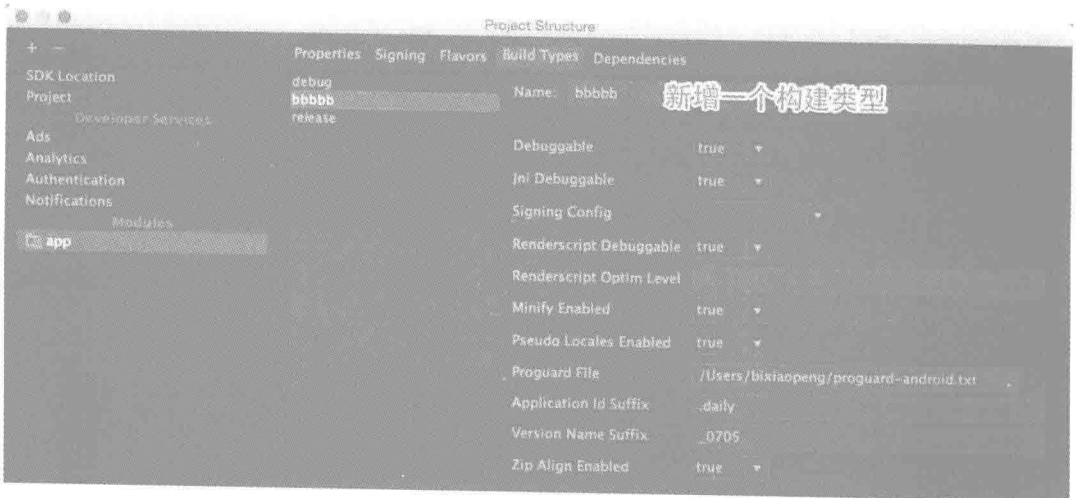 Project Structure
+ −
Properties Signing Flavors Build Types Dependencies
SDK Location
Project
Developer Services
Ads
Analytics
Authentication
Notifications
Modules
app
debug
bbbbb
release
Name: bbbbb
新增一个构建类型
Debuggable true
Jni Debuggable true
Signing Config
Renderscript Debuggable true
Renderscript Optim Level
Minify Enabled true
Pseudo Locales Enabled true
Proguard File /Users/bixiaopeng/proguard-android.txt
Application Id Suffix .daily
Version Name Suffix _0705
Zip Align Enabled true